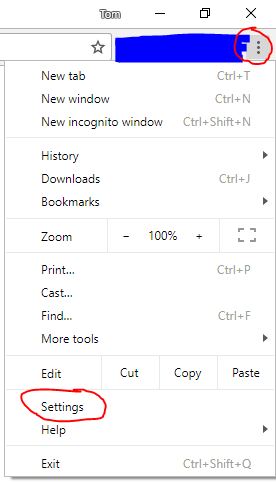 Tom
New tab Ctrl+T
New window Ctrl+N
New incognito window Ctrl+Shift+N
History
Downloads Ctrl+J
Bookmarks
Zoom − 100% +
Print... Ctrl+P
Cast...
Find... Ctrl+F
More tools
Edit Cut Copy Paste
Settings
Help
Exit Ctrl+Shift+Q